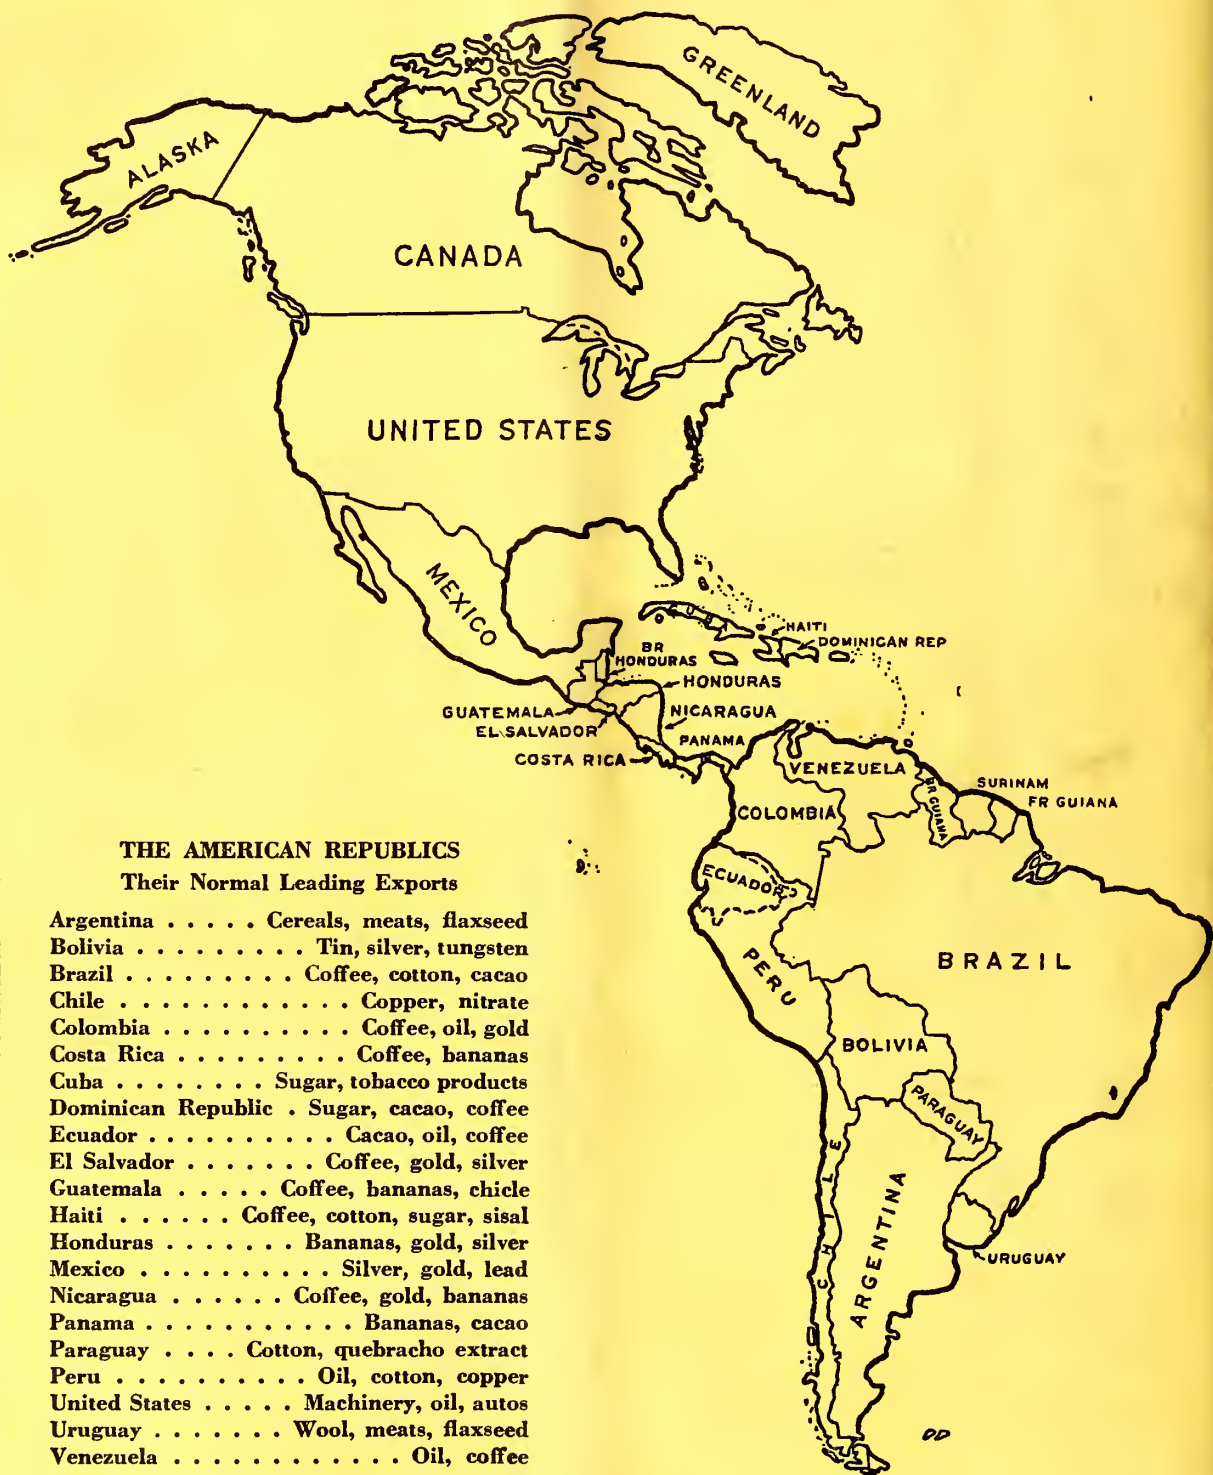 GREENLAND
ALASKA
CANADA
UNITED STATES
MEXICO
CUBA
HAITI
DOMINICAN REP
BR
HONDURAS
HONDURAS
GUATEMALA
NICARAGUA
EL SALVADOR
PANAMA
COSTA RICA
VENEZUELA
SURINAM
BR GUIANA
FR GUIANA
COLOMBIA
ECUADOR
BRAZIL
PERU
BOLIVIA
PARAGUAY
CHILE
ARGENTINA
URUGUAY
THE AMERICAN REPUBLICS
Their Normal Leading Exports
Argentina . . . . . Cereals, meats, flaxseed
Bolivia . . . . . . . . . Tin, silver, tungsten
Brazil . . . . . . . . . Coffee, cotton, cacao
Chile . . . . . . . . . . . . Copper, nitrate
Colombia . . . . . . . . . . Coffee, oil, gold
Costa Rica . . . . . . . . . Coffee, bananas
Cuba . . . . . . . . Sugar, tobacco products
Dominican Republic . Sugar, cacao, coffee
Ecuador . . . . . . . . . . Cacao, oil, coffee
El Salvador . . . . . . . Coffee, gold, silver
Guatemala . . . . . Coffee, bananas, chicle
Haiti . . . . . . Coffee, cotton, sugar, sisal
Honduras . . . . . . . Bananas, gold, silver
Mexico . . . . . . . . . . Silver, gold, lead
Nicaragua . . . . . . Coffee, gold, bananas
Panama . . . . . . . . . . . Bananas, cacao
Paraguay . . . . Cotton, quebracho extract
Peru . . . . . . . . . . Oil, cotton, copper
United States . . . . . Machinery, oil, autos
Uruguay . . . . . . . Wool, meats, flaxseed
Venezuela . . . . . . . . . . . . Oil, coffee